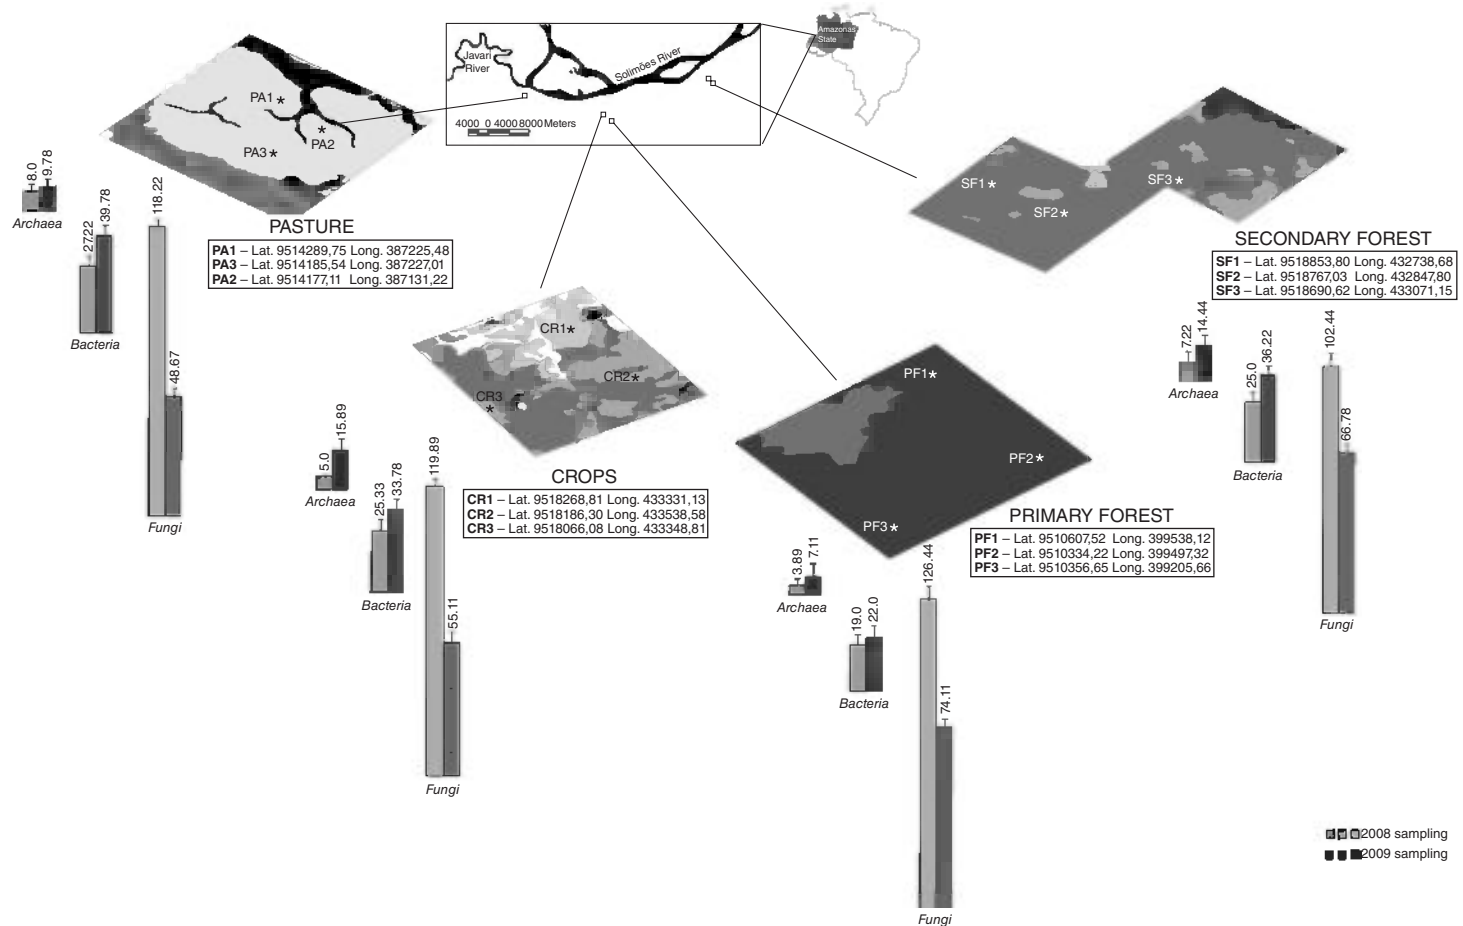 Amazonas
State
Javari
River
Solimões River
4000 0 4000 8000 Meters
PA1 *
PA2
PA3 *
8.0
9.78
Archaea
27.22
39.78
Bacteria
118.22
48.67
Fungi
PASTURE
PA1 – Lat. 9514289,75 Long. 387225,48
PA3 – Lat. 9514185,54 Long. 387227,01
PA2 – Lat. 9514177,11 Long. 387131,22
SF1 *
SF2 *
SF3 *
SECONDARY FOREST
SF1 – Lat. 9518853,80 Long. 432738,68
SF2 – Lat. 9518767,03 Long. 432847,80
SF3 – Lat. 9518690,62 Long. 433071,15
7.22
14.44
Archaea
25.0
36.22
Bacteria
102.44
66.78
Fungi
CR1 *
CR2 *
CR3
*
CROPS
CR1 – Lat. 9518268,81 Long. 433331,13
CR2 – Lat. 9518186,30 Long. 433538,58
CR3 – Lat. 9518066,08 Long. 433348,81
5.0
15.89
Archaea
25.33
33.78
Bacteria
119.89
55.11
Fungi
PF1 *
PF2 *
PF3 *
PRIMARY FOREST
PF1 – Lat. 9510607,52 Long. 399538,12
PF2 – Lat. 9510334,22 Long. 399497,32
PF3 – Lat. 9510356,65 Long. 399205,66
3.89
7.11
Archaea
19.0
22.0
Bacteria
126.44
74.11
Fungi
2008 sampling
2009 sampling